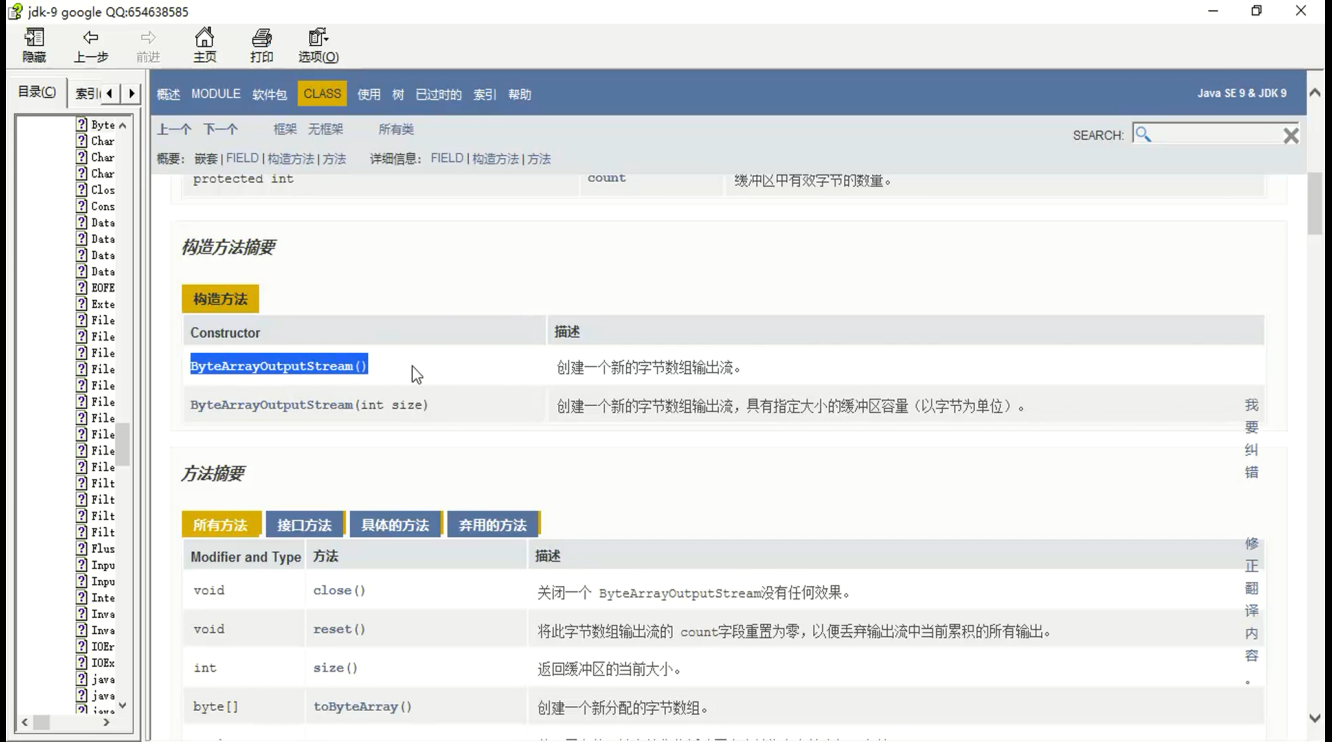 jdk-9 google QQ:654638585
隐藏 上一步 前进 主页 打印 选项(O)
目录(C) 索引(
概述 MODULE 软件包 CLASS 使用 树 已过时的 索引 帮助
Java SE 9 & JDK 9
上一个 下一个 框架 无框架 所有类
SEARCH:
概要: 嵌套 | FIELD | 构造方法 | 方法 详细信息: FIELD | 构造方法 | 方法
Byte
Char
Char
Char
Clos
Cons
Data
Data
Data
Data
EOFE
Exte
File
File
File
File
File
File
File
File
File
File
Filt
Filt
Filt
Filt
Flus
Inpu
Inpu
Inte
Inva
Inva
IOEr
IOEx
java
java
java
protected int count 缓冲区中有效字节的数量。
构造方法摘要
构造方法
Constructor 描述
ByteArrayOutputStream() 创建一个新的字节数组输出流。
ByteArrayOutputStream(int size) 创建一个新的字节数组输出流，具有指定大小的缓冲区容量（以字节为单位）。
方法摘要
所有方法 接口方法 具体的方法 弃用的方法
Modifier and Type 方法 描述
void close() 关闭一个 ByteArrayOutputStream没有任何效果。
void reset() 将此字节数组输出流的 count字段重置为零，以便丢弃输出流中当前累积的所有输出。
int size() 返回缓冲区的当前大小。
byte[] toByteArray() 创建一个新分配的字节数组。
我要纠错
修正翻译内容。